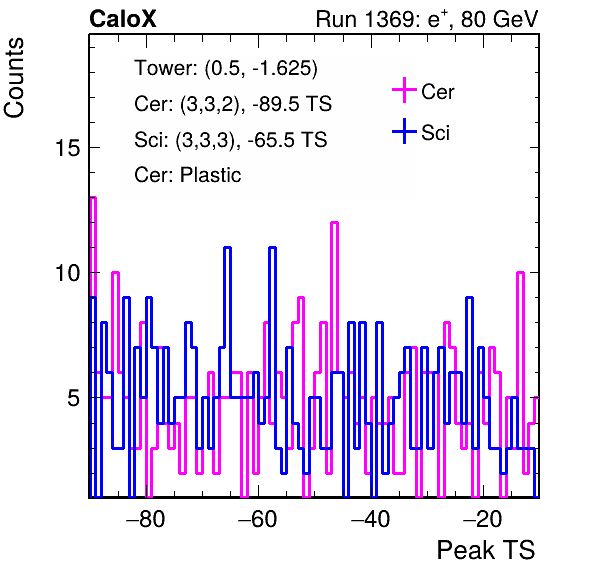 CaloX Run 1369: e⁺, 80 GeV
Counts
Tower: (0.5, -1.625)
Cer: (3,3,2), -89.5 TS
Sci: (3,3,3), -65.5 TS
Cer: Plastic
Cer
Sci
15
10
5
−80 −60 −40 −20
Peak TS